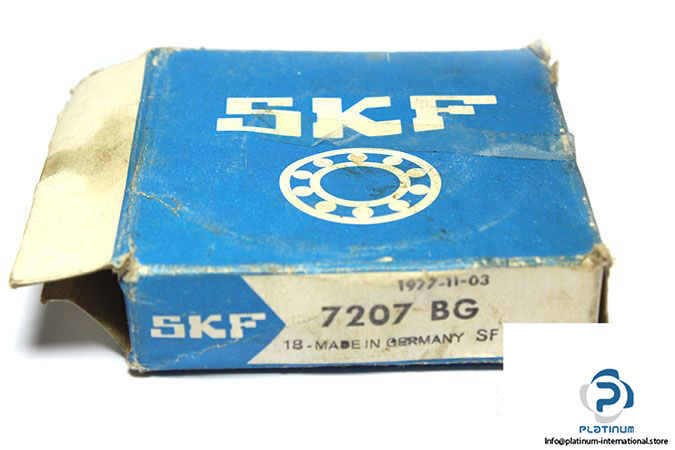 SKF
1977-11-03
7207 BG
SKF
18-MADE IN GERMANY SF
PLATINUM
Info@platinum-international.store